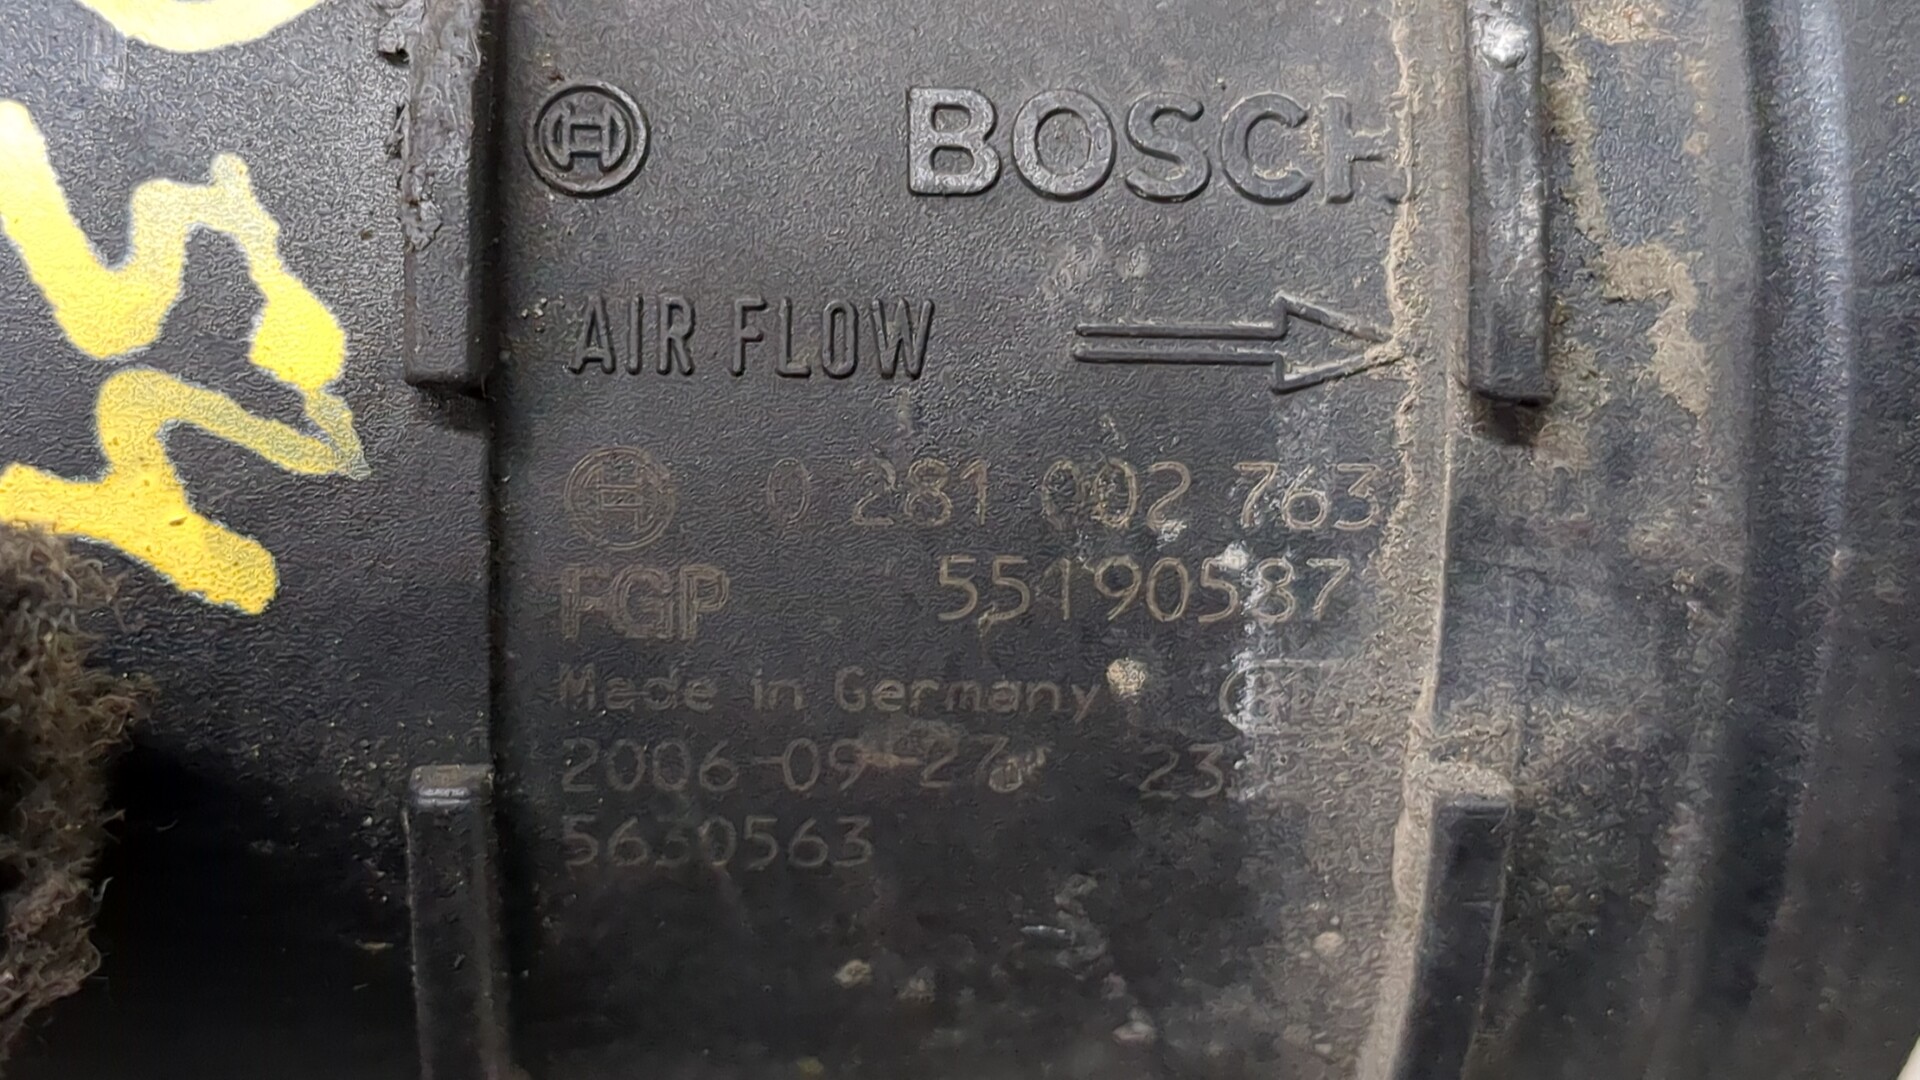 BOSCH
AIR FLOW
0 281 002 763
FGP 55190587
Made in Germany
2006-09-27 23
5630563